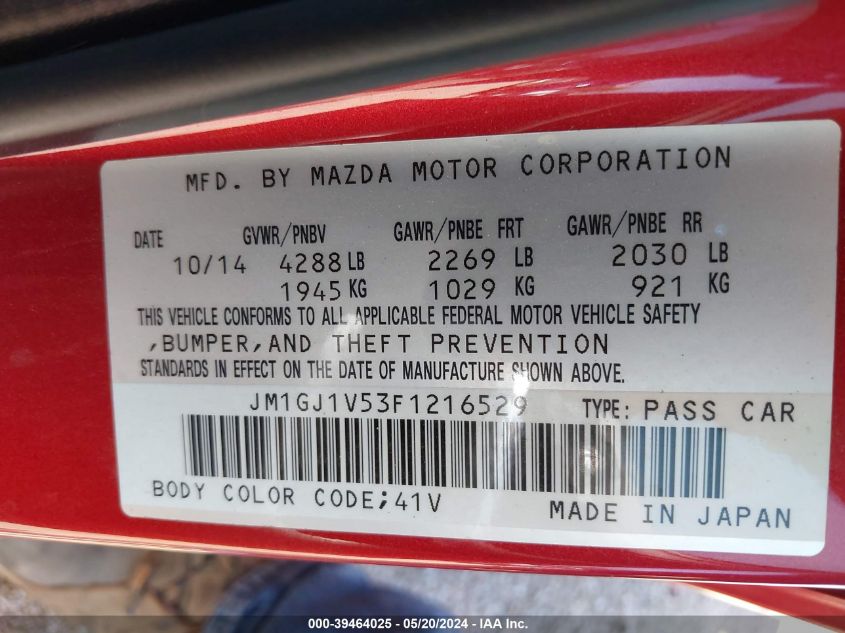 MFD. BY MAZDA MOTOR CORPORATION
DATE GVWR/PNBV GAWR/PNBE FRT GAWR/PNBE RR
10/14 4288 LB 2269 LB 2030 LB
1945 KG 1029 KG 921 KG
THIS VEHICLE CONFORMS TO ALL APPLICABLE FEDERAL MOTOR VEHICLE SAFETY
,BUMPER,AND THEFT PREVENTION
STANDARDS IN EFFECT ON THE DATE OF MANUFACTURE SHOWN ABOVE.
JM1GJ1V53F1216529 TYPE: PASS CAR
BODY COLOR CODE;41V MADE IN JAPAN
000-39464025 - 05/20/2024 - IAA Inc.